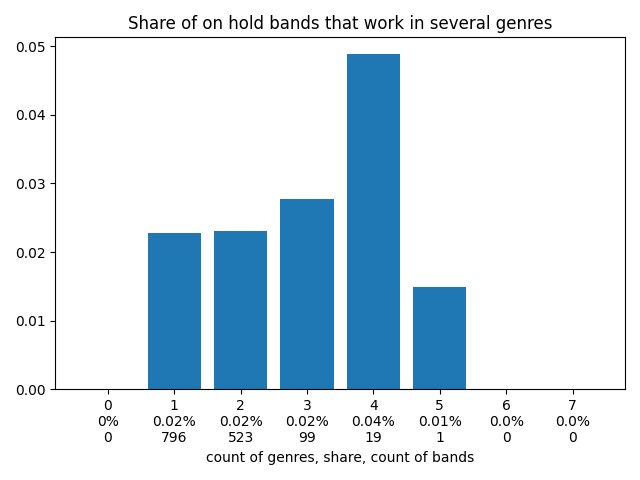 Share of on hold bands that work in several genres
0.05
0.04
0.03
0.02
0.01
0.00
0 1 2 3 4 5 6 7
0% 0.02% 0.02% 0.02% 0.04% 0.01% 0.0% 0.0%
0 796 523 99 19 1 0 0
count of genres, share, count of bands